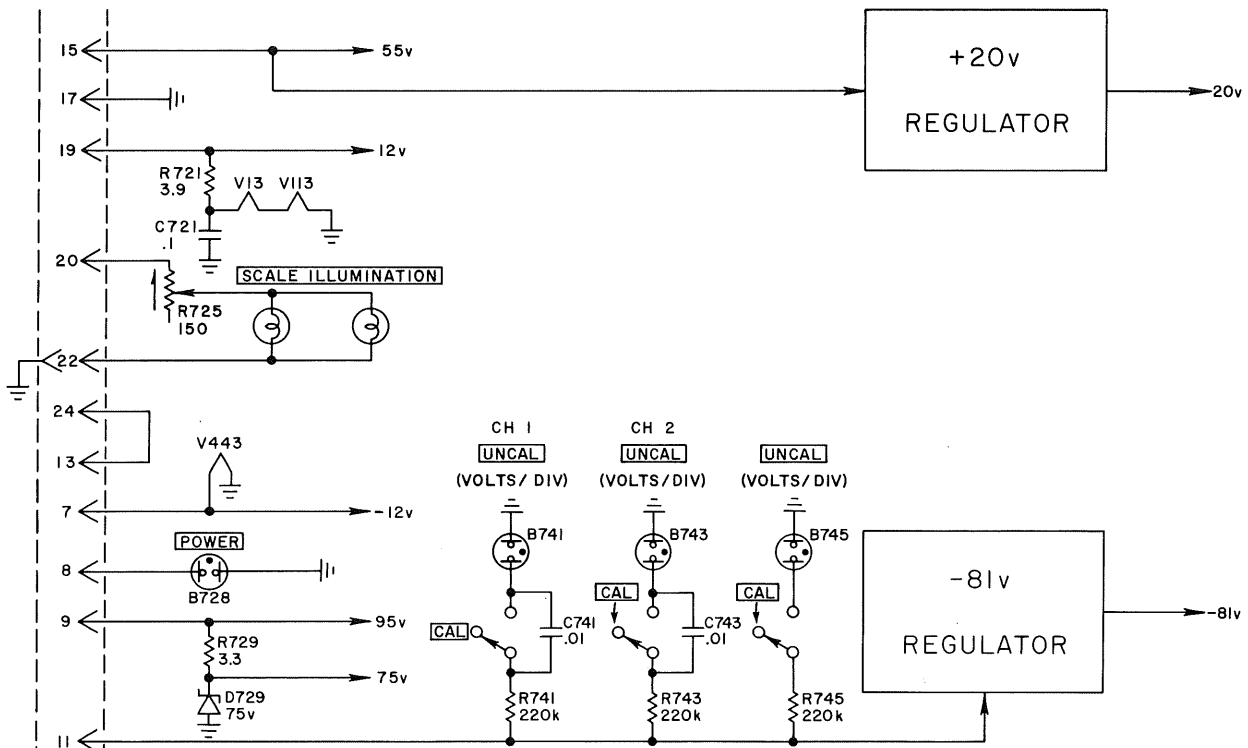 15
55v
+20v
REGULATOR
20v
17
19
12v
R721
3.9
V13
V113
C721
.1
20
SCALE ILLUMINATION
R725
150
22
24
V443
13
CH 1
UNCAL
(VOLTS/DIV)
CH 2
UNCAL
(VOLTS/DIV)
UNCAL
(VOLTS/DIV)
7
-12v
POWER
8
B728
B741
B743
B745
-81v
REGULATOR
-81v
9
95v
R729
3.3
75v
D729
75v
CAL
C741
.01
CAL
C743
.01
CAL
R741
220k
R743
220k
R745
220k
11